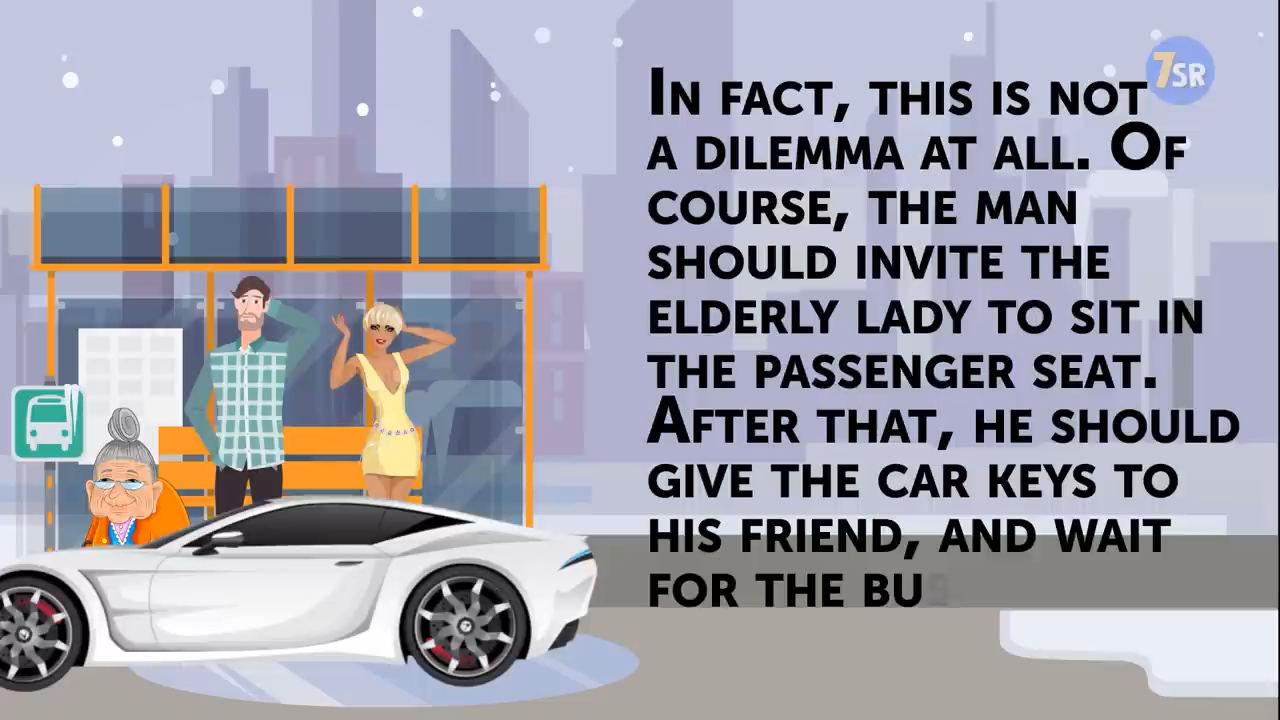 7SR
In fact, this is not
a dilemma at all. Of
course, the man
should invite the
elderly lady to sit in
the passenger seat.
After that, he should
give the car keys to
his friend, and wait
for the bus